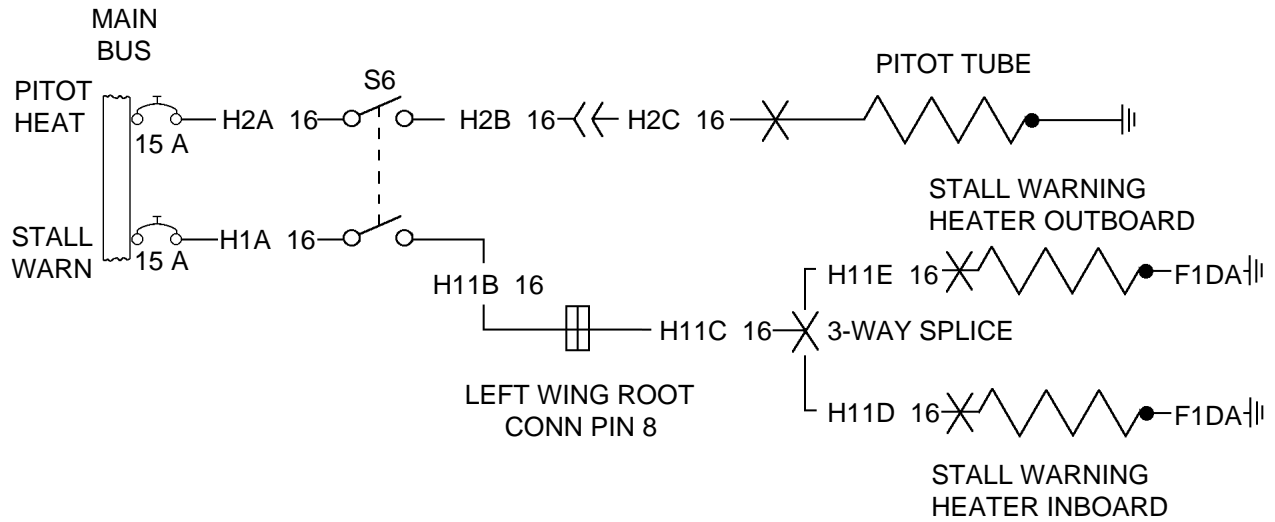 MAIN
BUS
PITOT
HEAT
15 A
H2A 16
S6
H2B 16
H2C 16
PITOT TUBE
STALL
WARN
15 A
H1A 16
H11B 16
LEFT WING ROOT
CONN PIN 8
H11C 16
3-WAY SPLICE
STALL WARNING
HEATER OUTBOARD
H11E 16
F1DA
H11D 16
F1DA
STALL WARNING
HEATER INBOARD